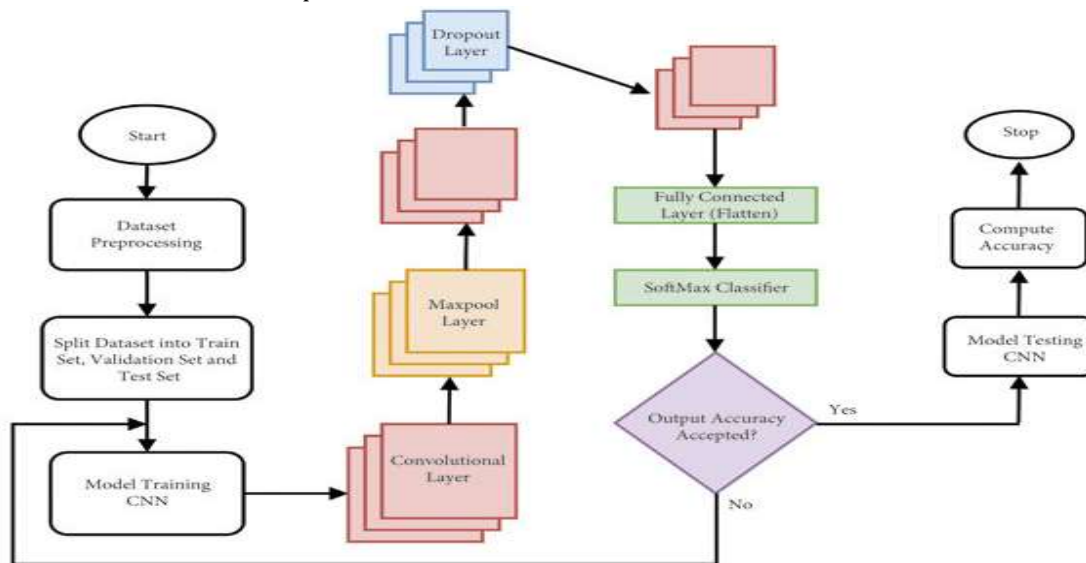 Start
Dataset
Preprocessing
Split Dataset into Train
Set, Validation Set and
Test Set
Model Training
CNN
Convolutional
Layer
Maxpool
Layer
Dropout
Layer
Fully Connected
Layer (Flatten)
SoftMax Classifier
Output Accuracy
Accepted?
Yes
No
Model Testing
CNN
Compute
Accuracy
Stop